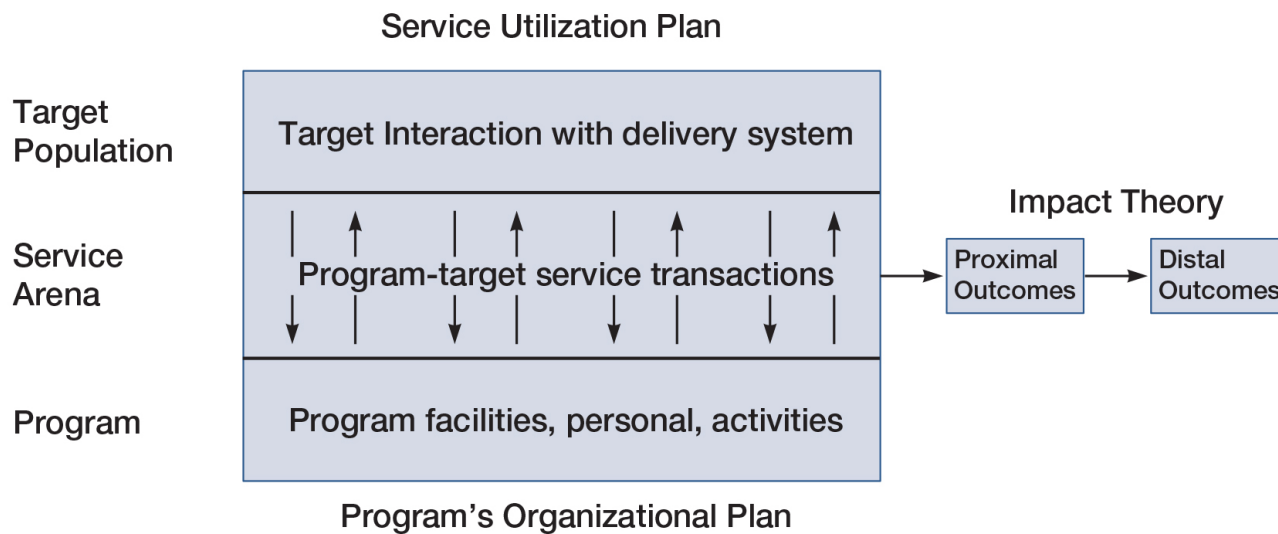 Service Utilization Plan
Target
Population
Target Interaction with delivery system
Service
Arena
Program-target service transactions
Impact Theory
Proximal
Outcomes
Distal
Outcomes
Program
Program facilities, personal, activities
Program's Organizational Plan